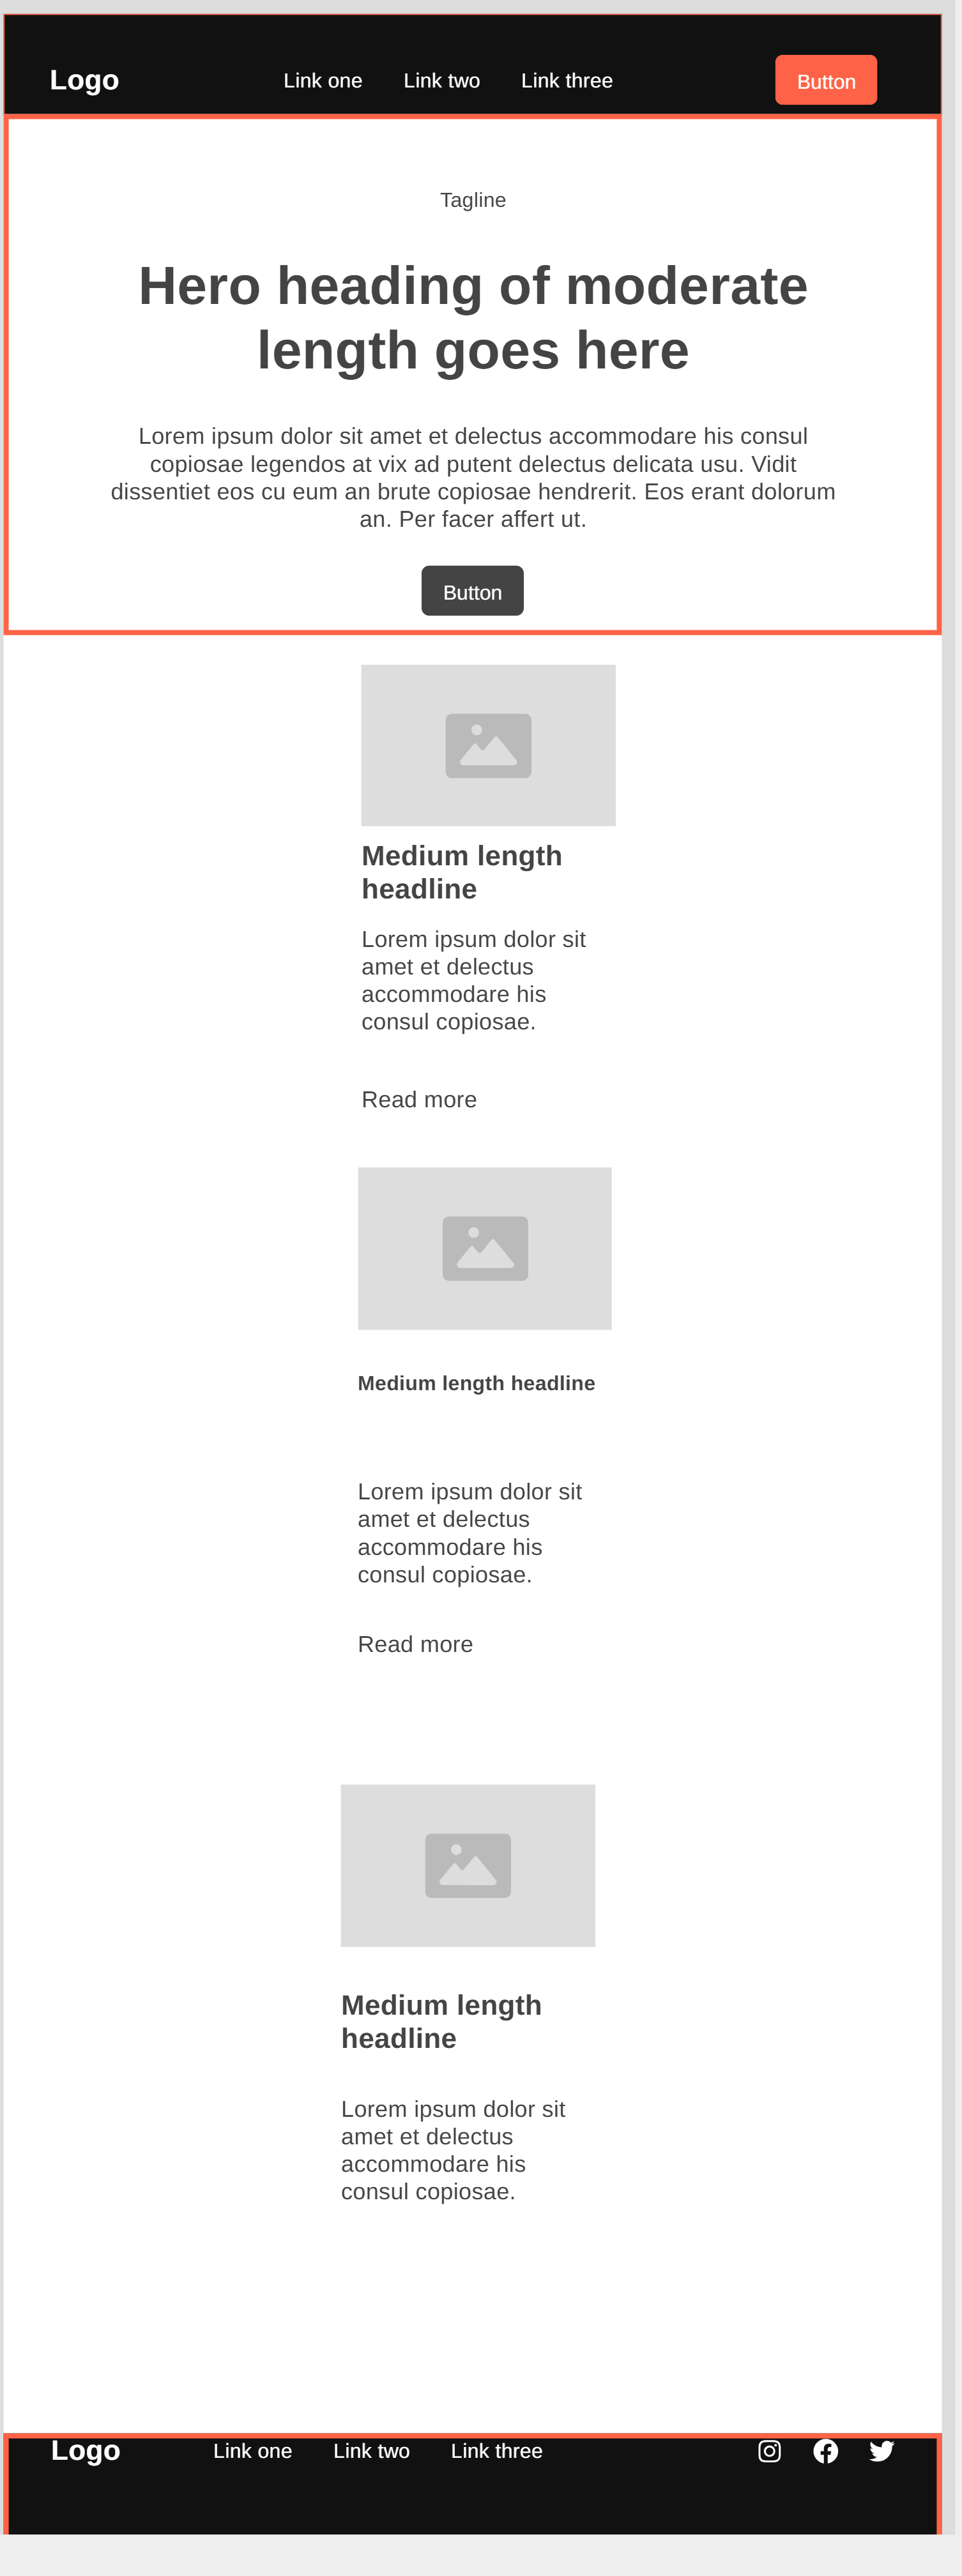 Logo
Link one
Link two
Link three
Button
Tagline
Hero heading of moderate
length goes here
Lorem ipsum dolor sit amet et delectus accommodare his consul
copiosae legendos at vix ad putent delectus delicata usu. Vidit
dissentiet eos cu eum an brute copiosae hendrerit. Eos erant dolorum
an. Per facer affert ut.
Button
Medium length
headline
Lorem ipsum dolor sit
amet et delectus
accommodare his
consul copiosae.
Read more
Medium length headline
Lorem ipsum dolor sit
amet et delectus
accommodare his
consul copiosae.
Read more
Medium length
headline
Lorem ipsum dolor sit
amet et delectus
accommodare his
consul copiosae.
Logo
Link one
Link two
Link three